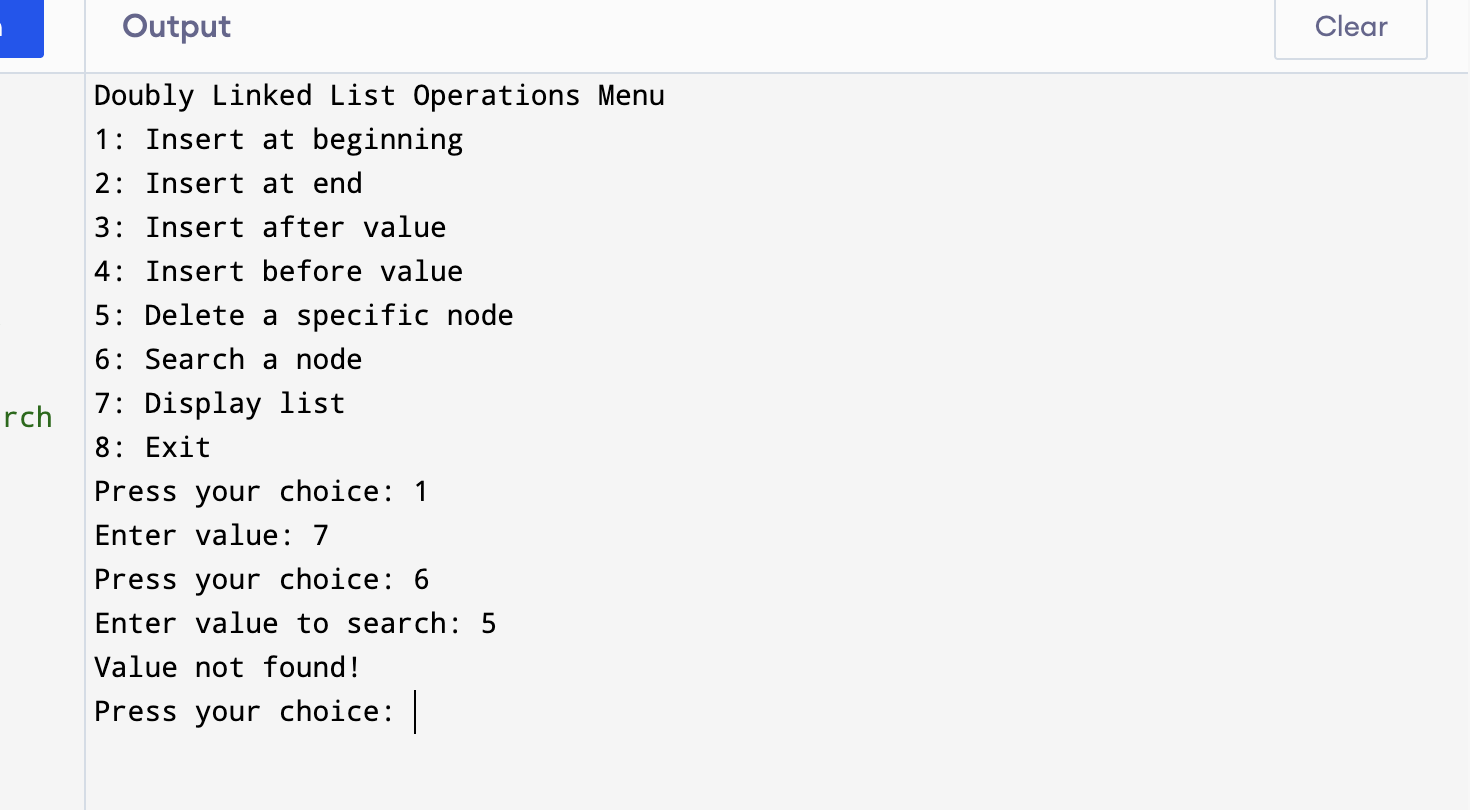 Output
Clear
Doubly Linked List Operations Menu
1: Insert at beginning
2: Insert at end
3: Insert after value
4: Insert before value
5: Delete a specific node
6: Search a node
7: Display list
rch
8: Exit
Press your choice: 1
Enter value: 7
Press your choice: 6
Enter value to search: 5
Value not found!
Press your choice: